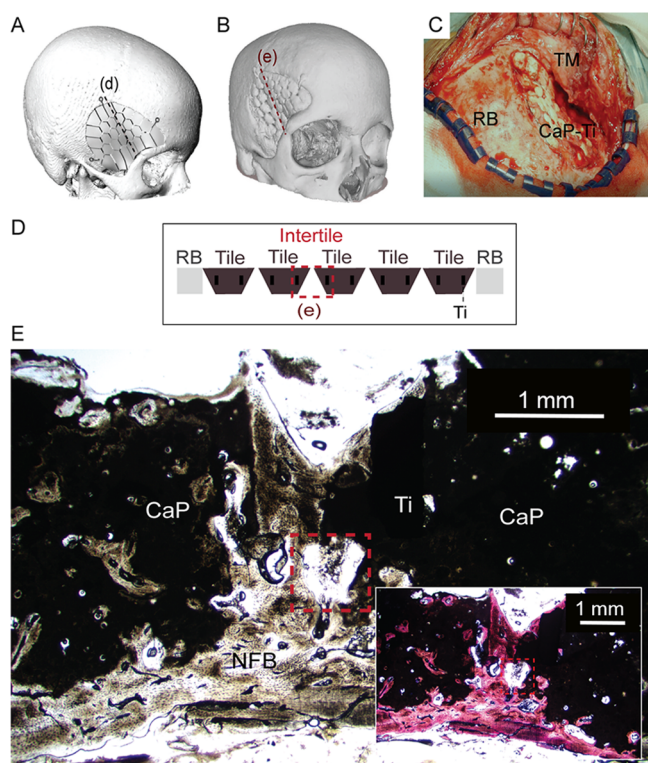 A
B
C
(d)
(e)
TM
RB
CaP-Ti
D
Intertile
RB Tile Tile Tile Tile Tile RB
(e)
Ti
E
1 mm
CaP
Ti
CaP
NFB
1 mm